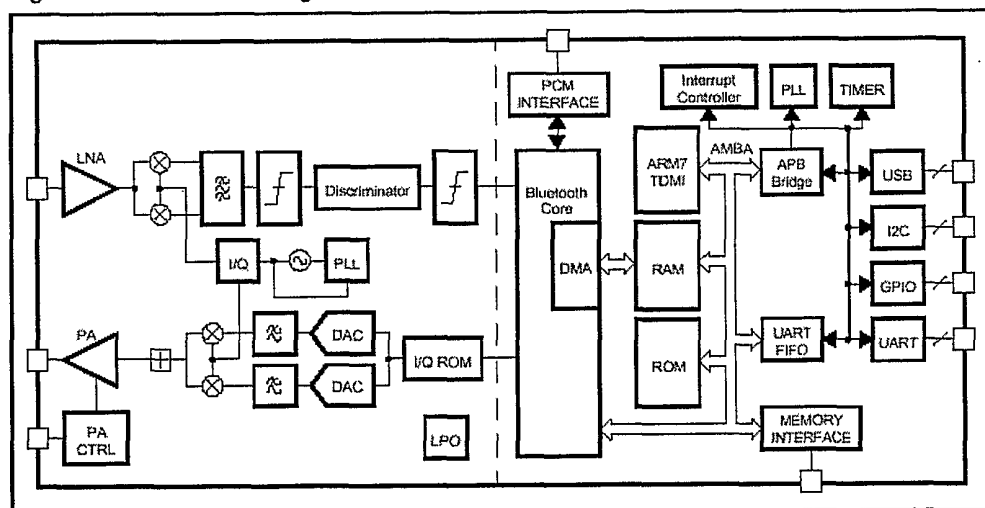 PCM
INTERFACE
Interrupt
Controller
PLL
TIMER
LNA
Discriminator
Bluetooth
Core
ARM7
TDMI
AMBA
APB
Bridge
USB
I2C
I/Q
PLL
DMA
RAM
GPIO
PA
DAC
I/Q ROM
ROM
UART
FIFO
UART
DAC
PA
CTRL
LPO
MEMORY
INTERFACE